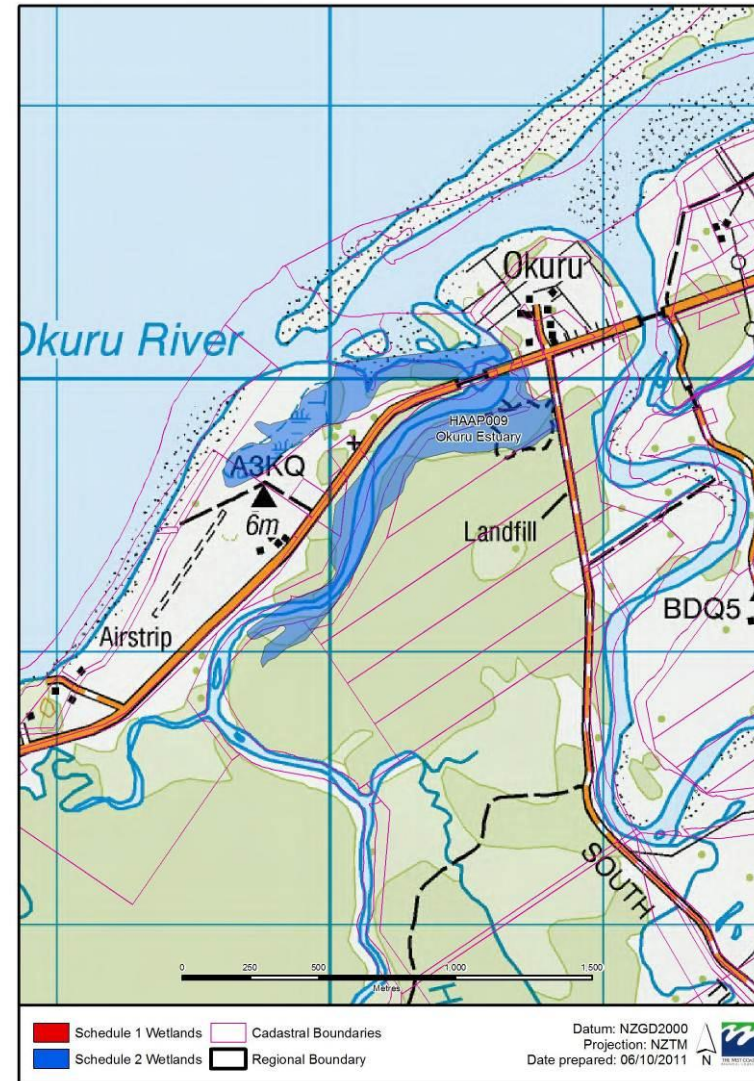 Okuru
Okuru River
HAAP009
Okuru Estuary
A3KQ
6m
Landfill
BDQ5
Airstrip
SOUTH
0 250 500 1,000 1,500
Metres
H
Schedule 1 Wetlands
Cadastral Boundaries
Schedule 2 Wetlands
Regional Boundary
Datum: NZGD2000
Projection: NZTM
Date prepared: 06/10/2011
N